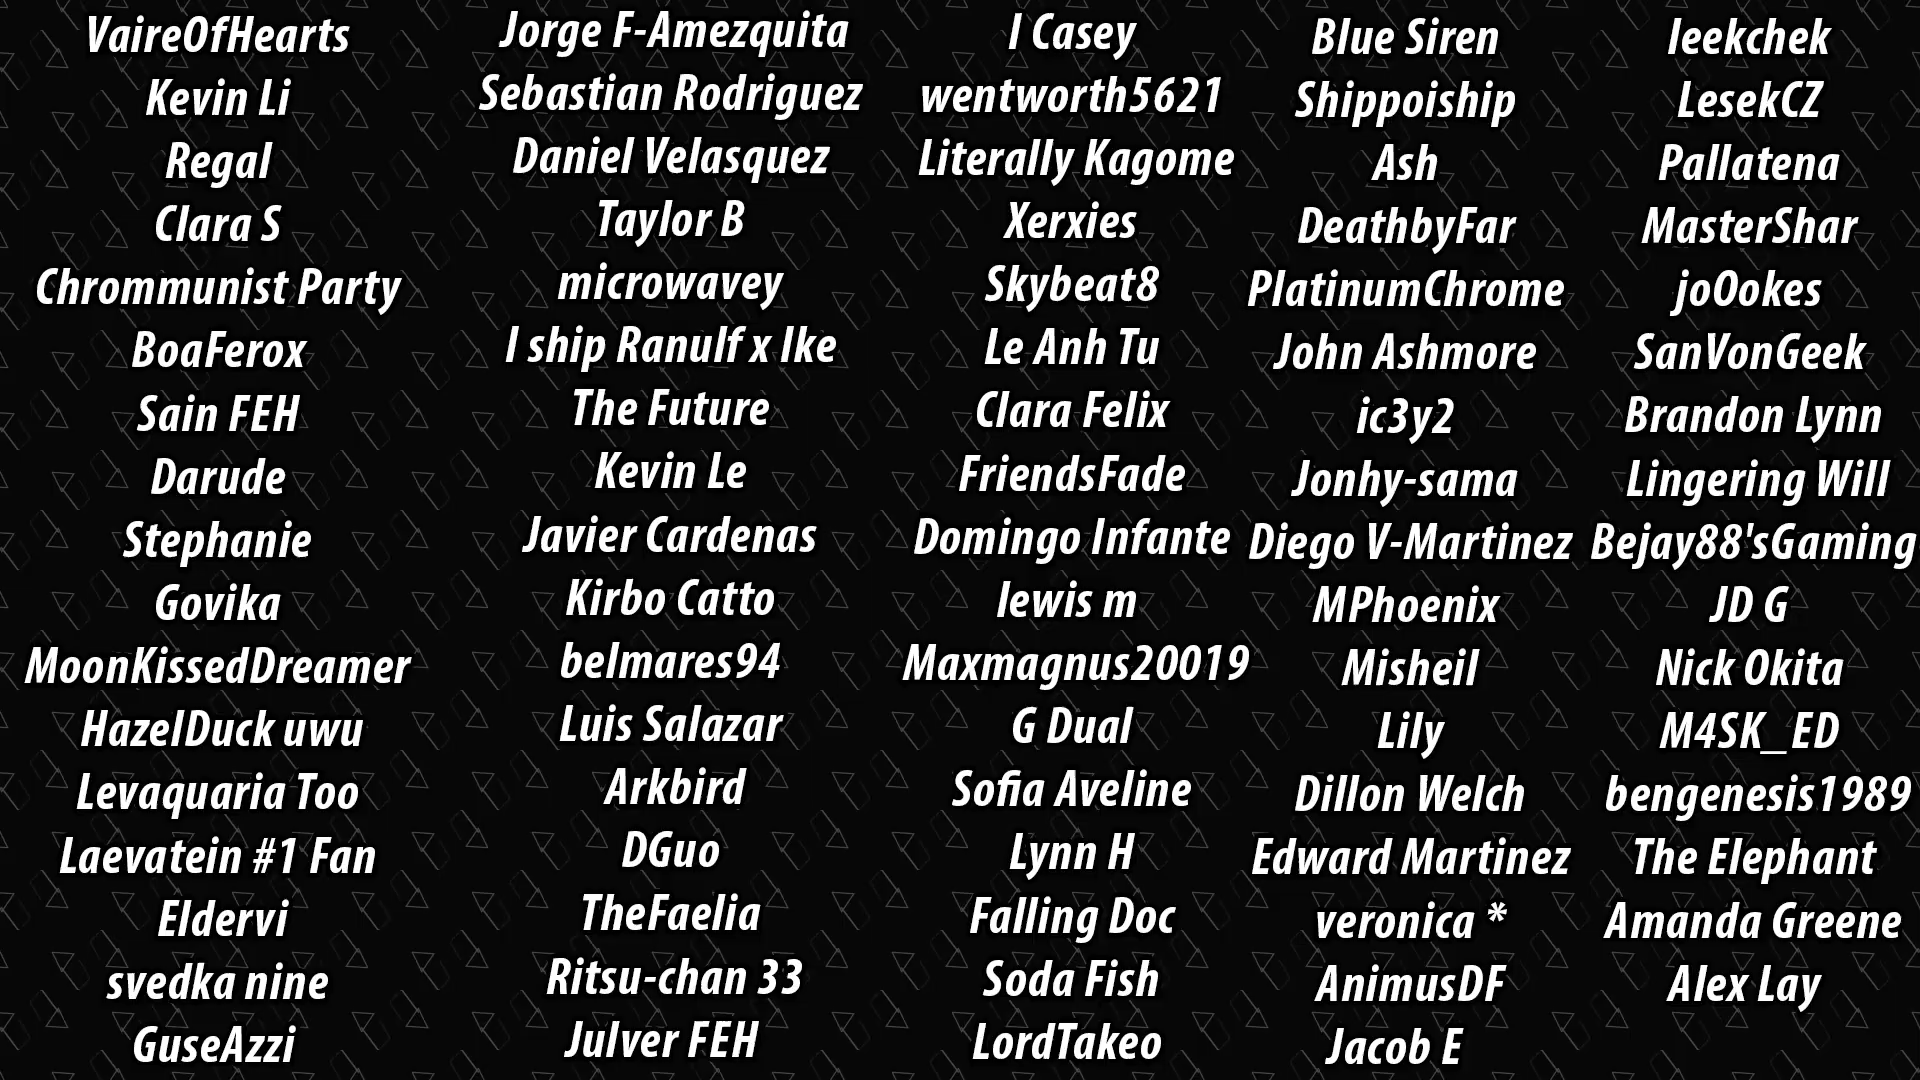 VaireOfHearts
Kevin Li
Regal
Clara S
Chrommunist Party
BoaFerox
Sain FEH
Darude
Stephanie
Govika
MoonKissedDreamer
HazelDuck uwu
Levaquaria Too
Laevatein #1 Fan
Eldervi
svedka nine
GuseAzzi
Jorge F-Amezquita
Sebastian Rodriguez
Daniel Velasquez
Taylor B
microwavey
I ship Ranulf x Ike
The Future
Kevin Le
Javier Cardenas
Kirbo Catto
belmares94
Luis Salazar
Arkbird
DGuo
TheFaelia
Ritsu-chan 33
Julver FEH
I Casey
wentworth5621
Literally Kagome
Xerxies
Skybeat8
Le Anh Tu
Clara Felix
FriendsFade
Domingo Infante
lewis m
Maxmagnus20019
G Dual
Sofia Aveline
Lynn H
Falling Doc
Soda Fish
LordTakeo
Blue Siren
Shippoiship
Ash
DeathbyFar
PlatinumChrome
John Ashmore
ic3y2
Jonhy-sama
Diego V-Martinez
MPhoenix
Misheil
Lily
Dillon Welch
Edward Martinez
veronica *
AnimusDF
Jacob E
leekchek
LesekCZ
Pallatena
MasterShar
joOokes
SanVonGeek
Brandon Lynn
Lingering Will
Bejay88'sGaming
JD G
Nick Okita
M4SK_ED
bengenesis1989
The Elephant
Amanda Greene
Alex Lay